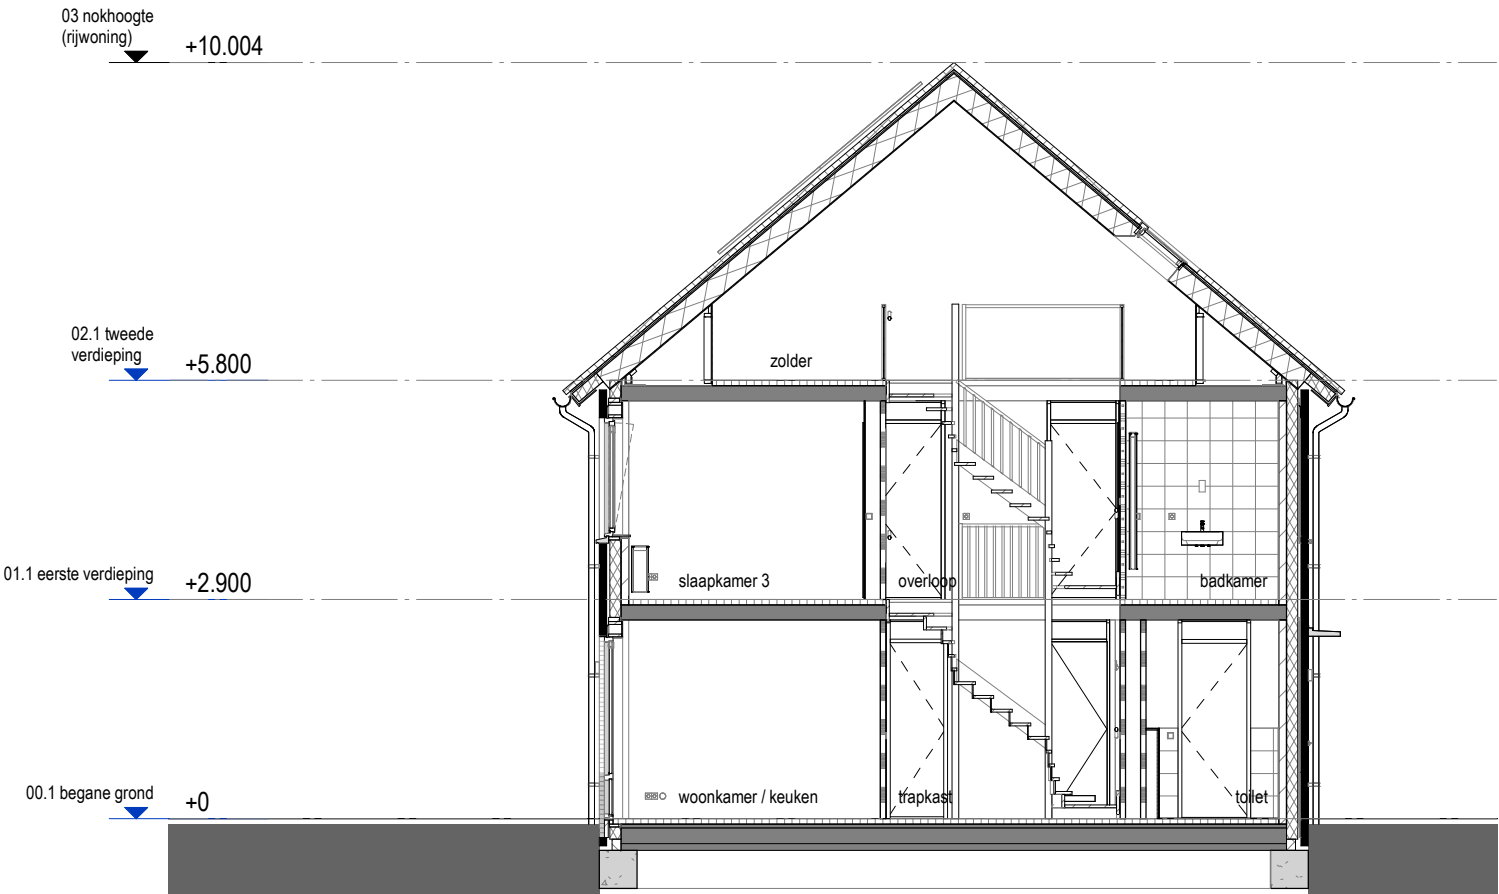 03 nokhoogte
(rijwoning)
+10.004
02.1 tweede
verdieping
+5.800
zolder
01.1 eerste verdieping
+2.900
slaapkamer 3
overloop
badkamer
00.1 begane grond
+0
woonkamer / keuken
trapkast
toilet